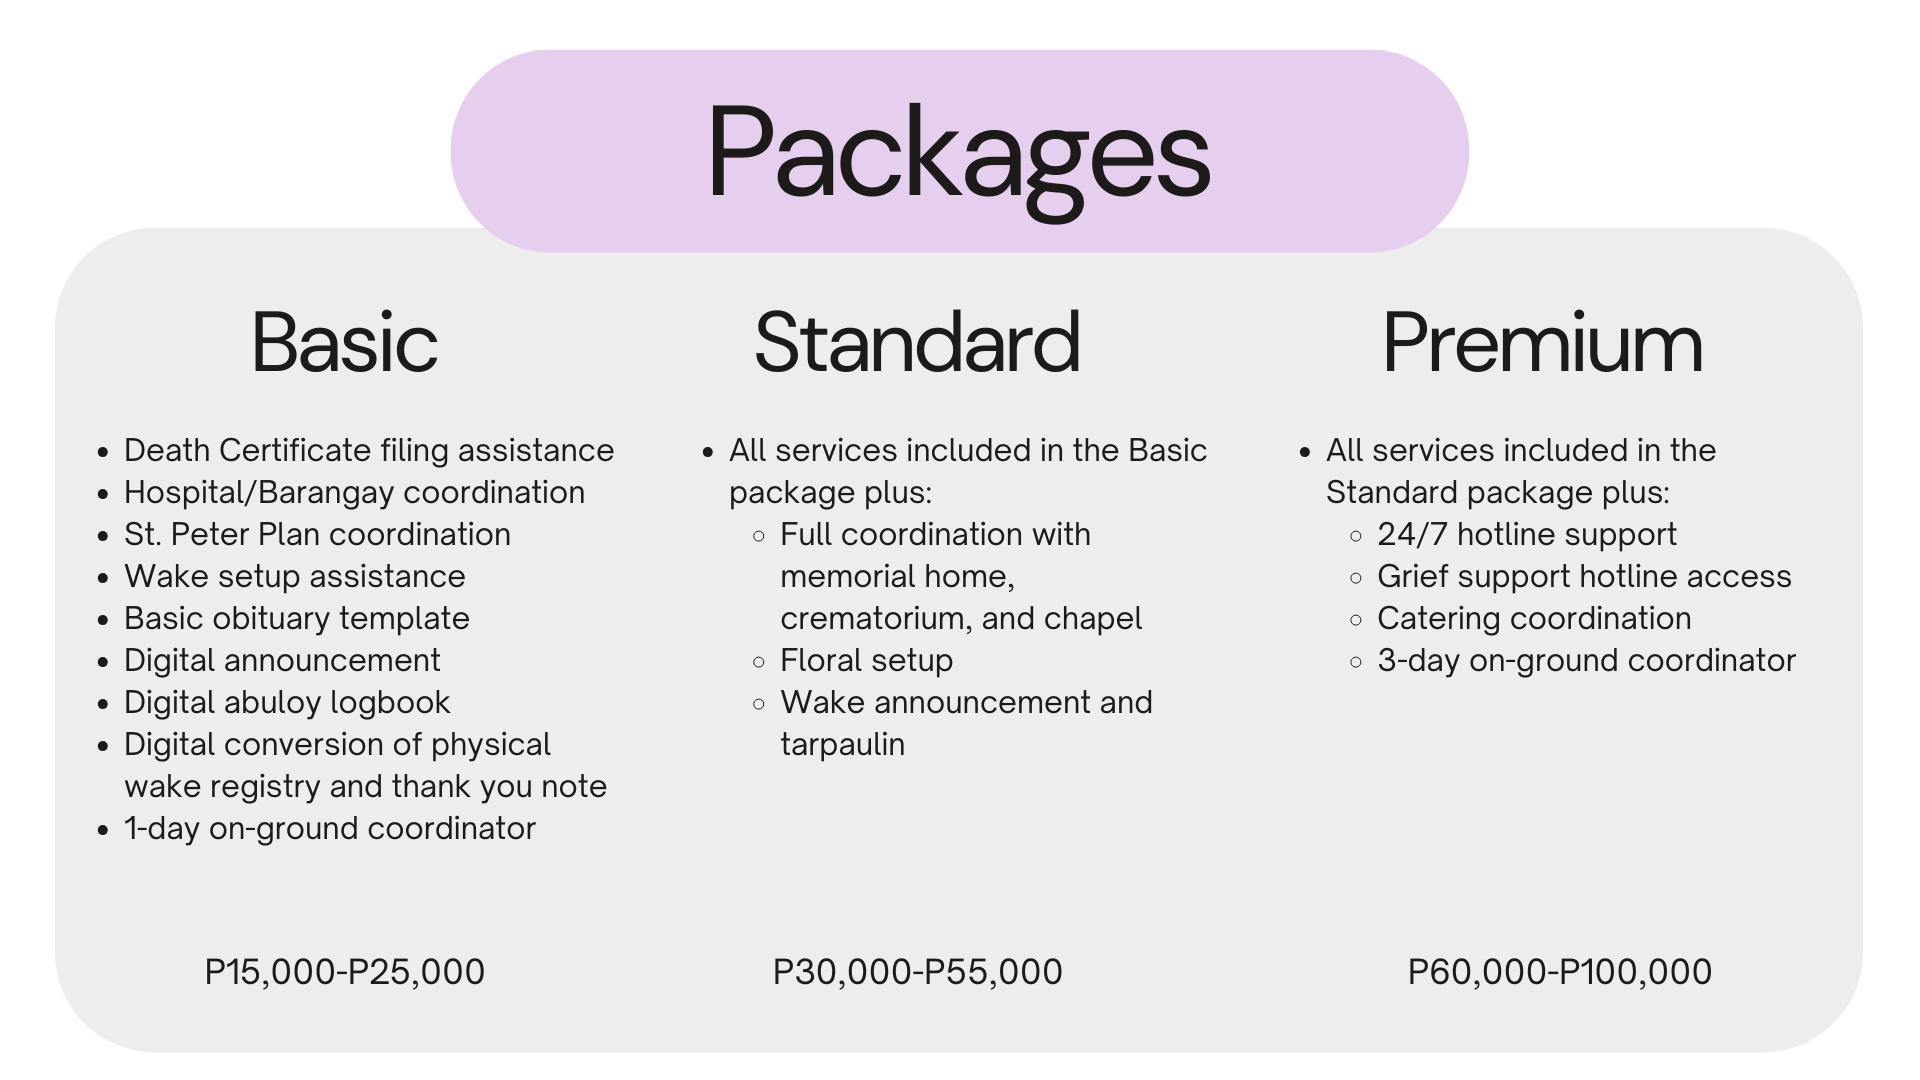 Packages
Basic
Death Certificate filing assistance
Hospital/Barangay coordination
St. Peter Plan coordination
Wake setup assistance
Basic obituary template
Digital announcement
Digital abuloy logbook
Digital conversion of physical
wake registry and thank you note
1-day on-ground coordinator
P15,000-P25,000
Standard
All services included in the Basic
package plus:
Full coordination with
memorial home,
crematorium, and chapel
Floral setup
Wake announcement and
tarpaulin
P30,000-P55,000
Premium
All services included in the
Standard package plus:
24/7 hotline support
Grief support hotline access
Catering coordination
3-day on-ground coordinator
P60,000-P100,000